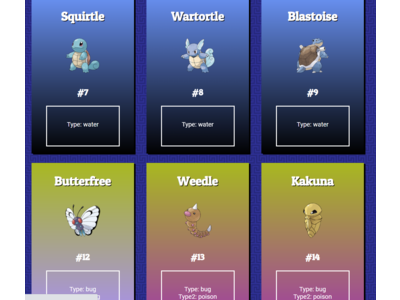 Squirtle
Wartortle
Blastoise
#7
#8
#9
Type: water
Type: water
Type: water
Butterfree
Weedle
Kakuna
#12
#13
#14
Type: bug
Type: bug
Type: bug
Type2: poison
Type2: poison